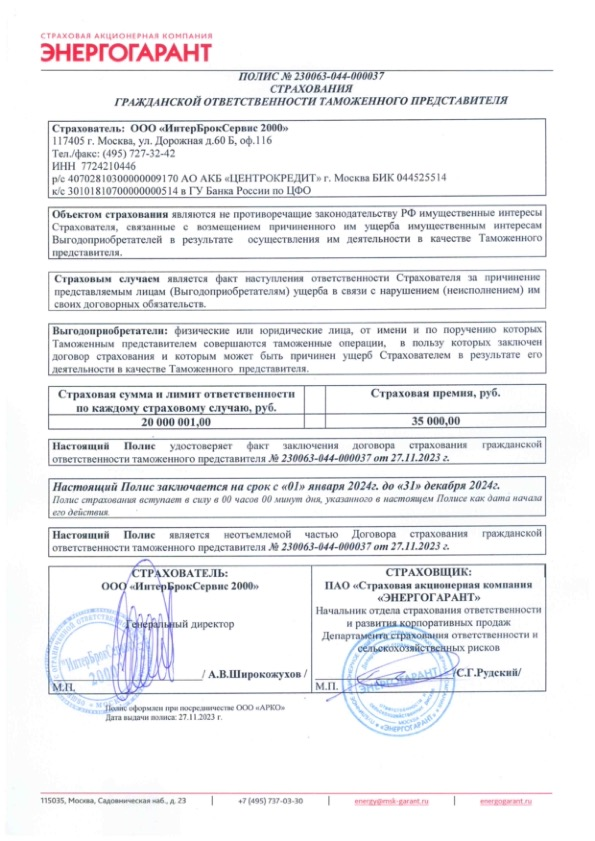 СТРАХОВАЯ АКЦИОНЕРНАЯ КОМПАНИЯ
ЭНЕРГОГАРАНТ
ПОЛИС № 230063-044-000037
СТРАХОВАНИЯ
ГРАЖДАНСКОЙ ОТВЕТСТВЕННОСТИ ТАМОЖЕННОГО ПРЕДСТАВИТЕЛЯ
Страхователь: ООО «ИнтерБрокСервис 2000»
117405 г. Москва, ул. Дорожная д.60 Б, оф.116
Тел./факс: (495) 727-32-42
ИНН 7724210446
р/с 40702810300000009170 АО АКБ «ЦЕНТРОКРЕДИТ» г. Москва БИК 044525514
к/с 30101810700000000514 в ГУ Банка России по ЦФО
Объектом страхования являются не противоречащие законодательству РФ имущественные интересы
Страхователя, связанные с возмещением причиненного им ущерба имущественным интересам
Выгодоприобретателей в результате осуществления им деятельности в качестве Таможенного
представителя.
Страховым случаем является факт наступления ответственности Страхователя за причинение
представляемым лицам (Выгодоприобретателям) ущерба в связи с нарушением (неисполнением) им
своих договорных обязательств.
Выгодоприобретатели: физические или юридические лица, от имени и по поручению которых
Таможенным представителем совершаются таможенные операции, в пользу которых заключен
договор страхования и которым может быть причинен ущерб Страхователем в результате его
деятельности в качестве Таможенного представителя.
Страховая сумма и лимит ответственности
по каждому страховому случаю, руб.
Страховая премия, руб.
20 000 001,00
35 000,00
Настоящий Полис удостоверяет факт заключения договора страхования гражданской
ответственности таможенного представителя № 230063-044-000037 от 27.11.2023 г.
Настоящий Полис заключается на срок с «01» января 2024г. до «31» декабря 2024г.
Полис страхования вступает в силу в 00 часов 00 минут дня, указанного в настоящем Полисе как дата начала
его действия.
Настоящий Полис является неотъемлемой частью Договора страхования гражданской
ответственности таможенного представителя № 230063-044-000037 от 27.11.2023 г.
СТРАХОВАТЕЛЬ:
ООО «ИнтерБрокСервис 2000»
Генеральный директор
/ А.В.Широкожухов /
М.П.
СТРАХОВЩИК:
ПАО «Страховая акционерная компания
«ЭНЕРГОГАРАНТ»
Начальник отдела страхования ответственности
и развития корпоративных продаж
Департамента страхования ответственности и
сельскохозяйственных рисков
/С.Г.Рудский/
М.П.
"ИнтерБрокСервис
2000"
ЭНЕРГОГАРАНТ
Полис оформлен при посредничестве ООО «АРКО»
Дата выдачи полиса: 27.11.2023 г.
115035, Москва, Садовническая наб., д. 23 | +7 (495) 737-03-30 | energy@msk-garant.ru | energogarant.ru